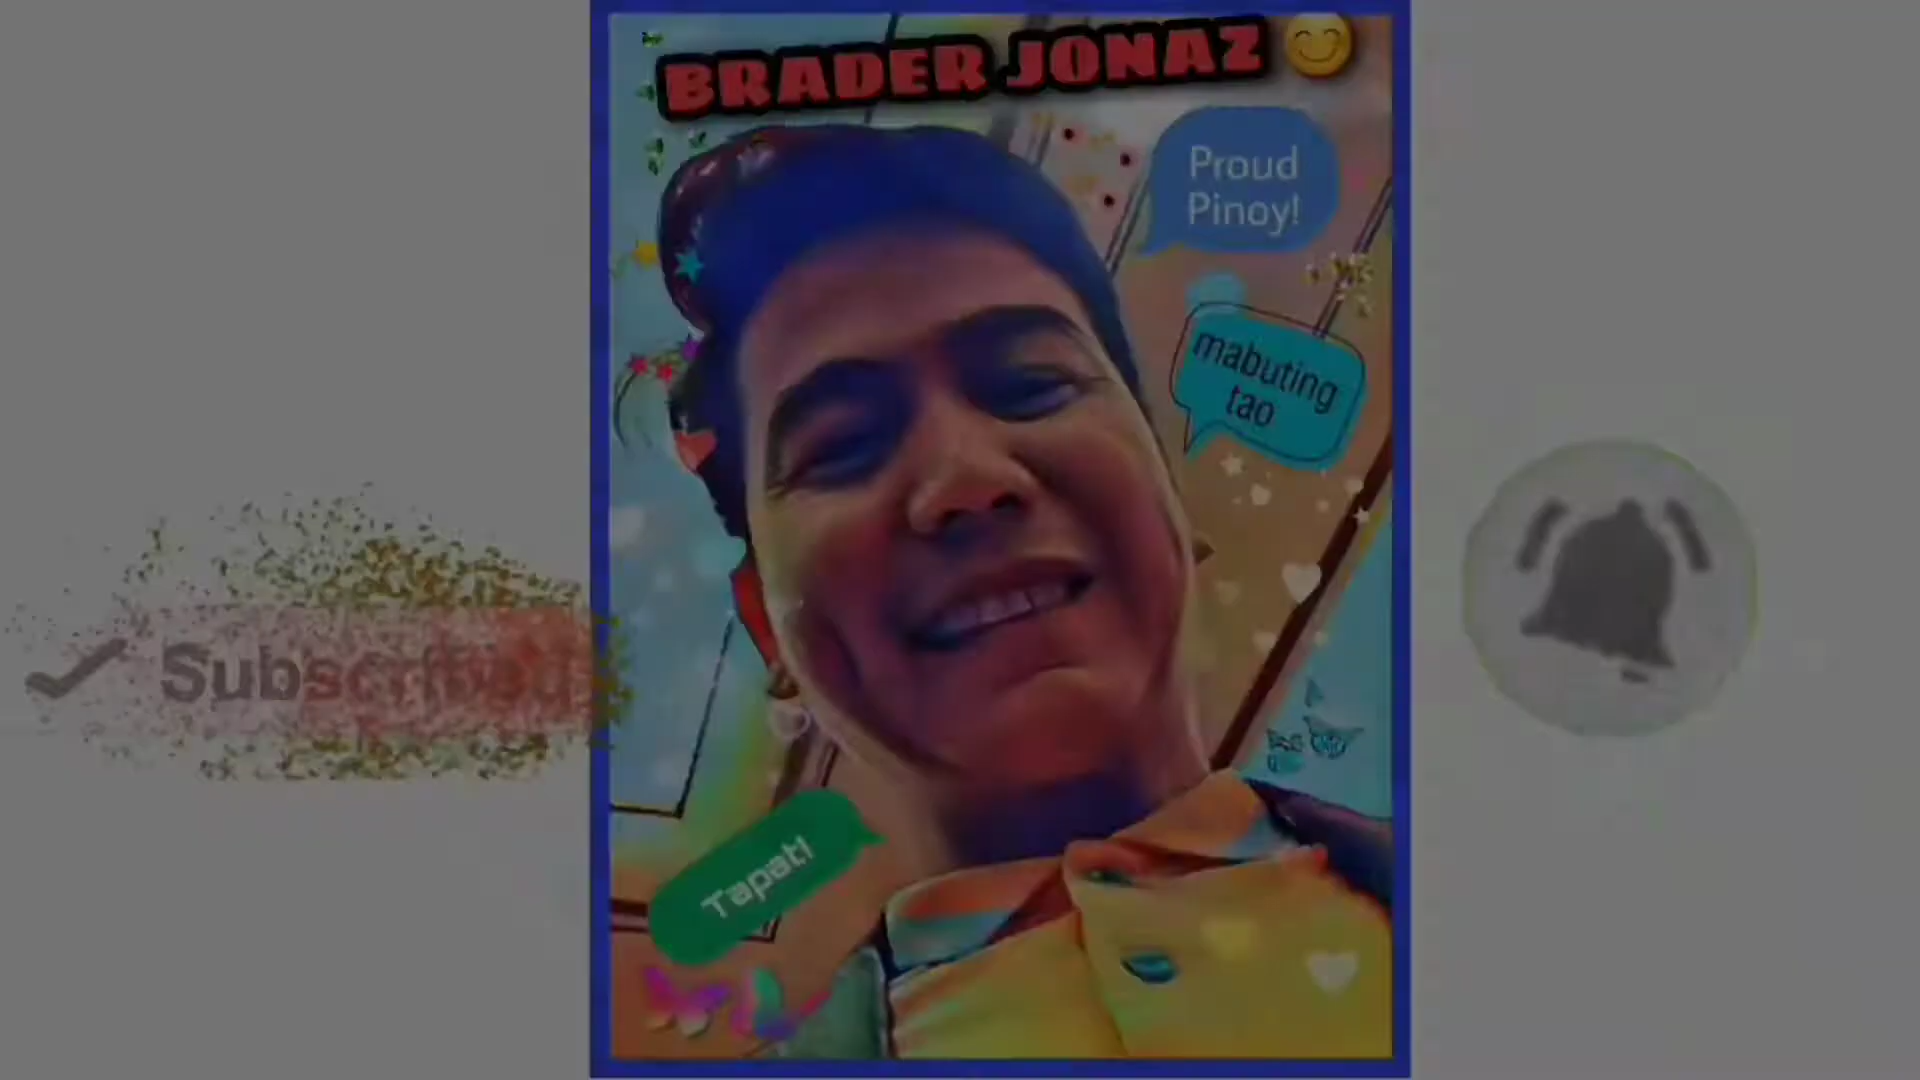 BRADER JONAZ
Proud
Pinoy!
mabuting
tao
Subscribed
Tapat!